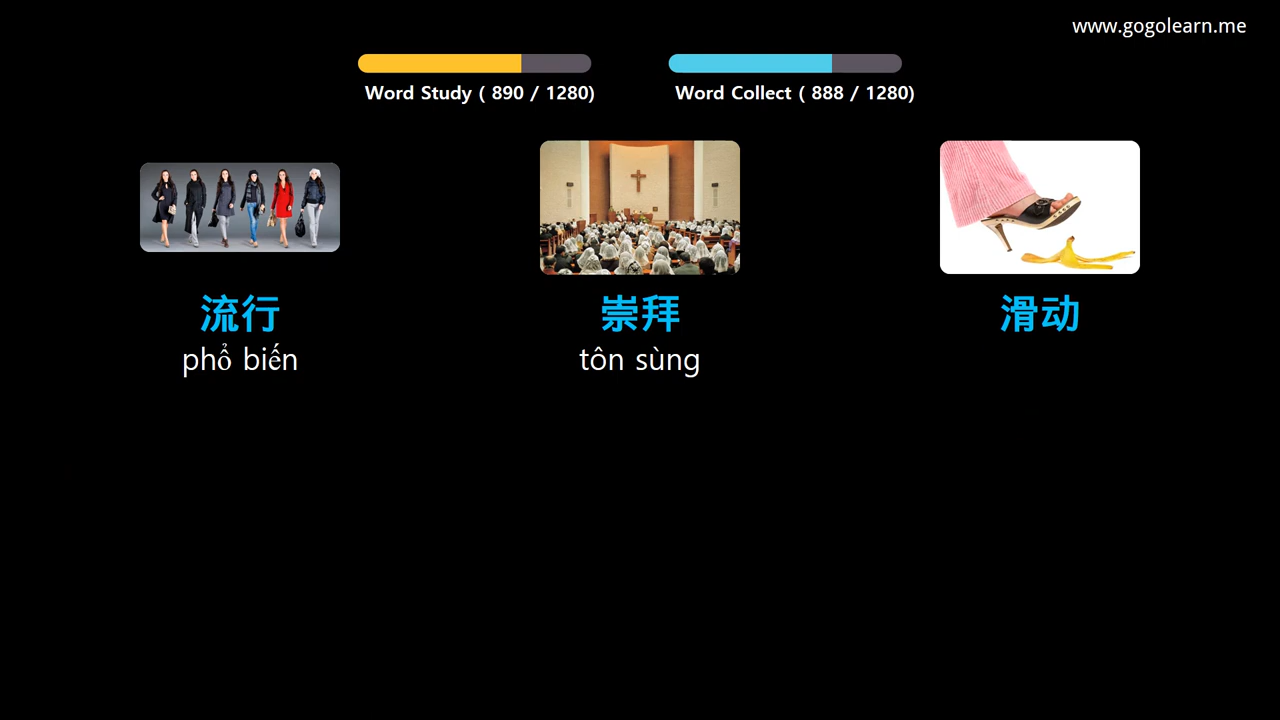 www.gogolearn.me
Word Study ( 890 / 1280)
Word Collect ( 888 / 1280)
流行
崇拜
滑动
phổ biến
tôn sùng